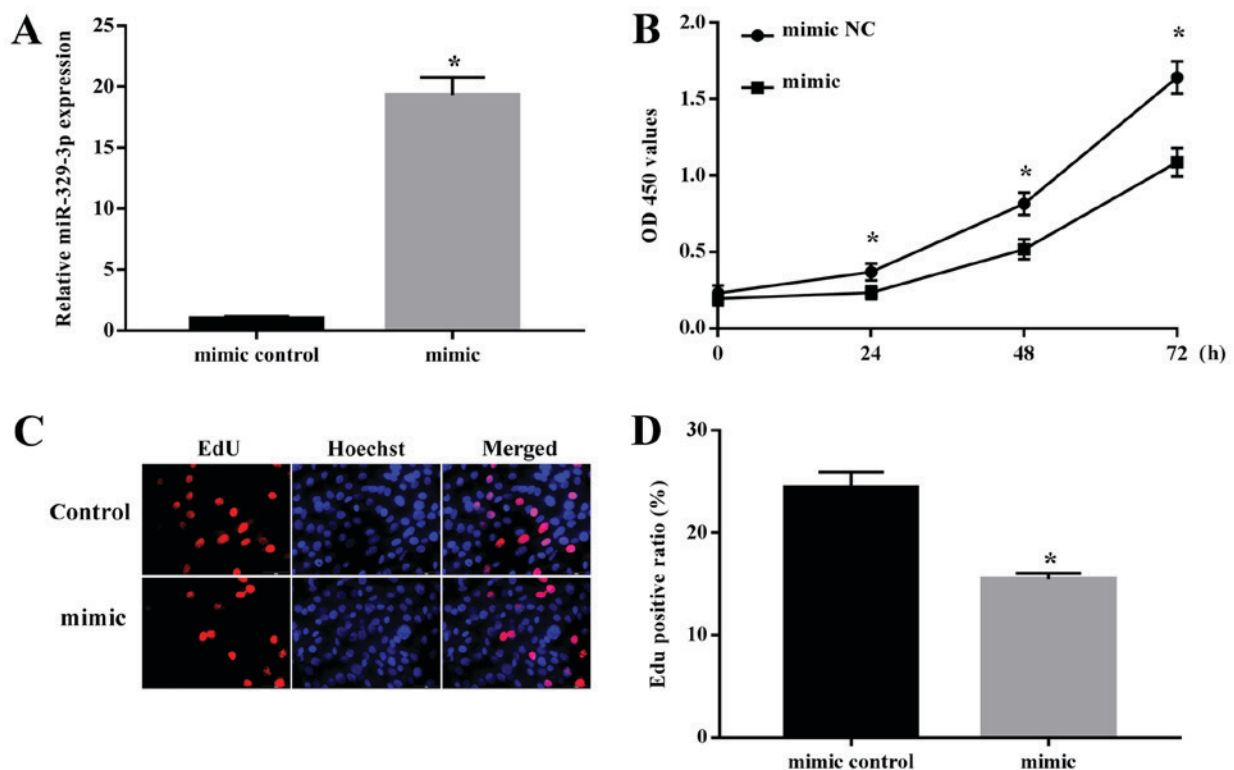 A
Relative miR-329-3p expression
25
20
15
10
5
0
*
mimic control
mimic
B
OD 450 values
2.0
1.5
1.0
0.5
0.0
mimic NC
mimic
*
*
*
0 24 48 72 (h)
C
EdU Hoechst Merged
Control
mimic
D
Edu positive ratio (%)
30
20
10
0
*
mimic control
mimic